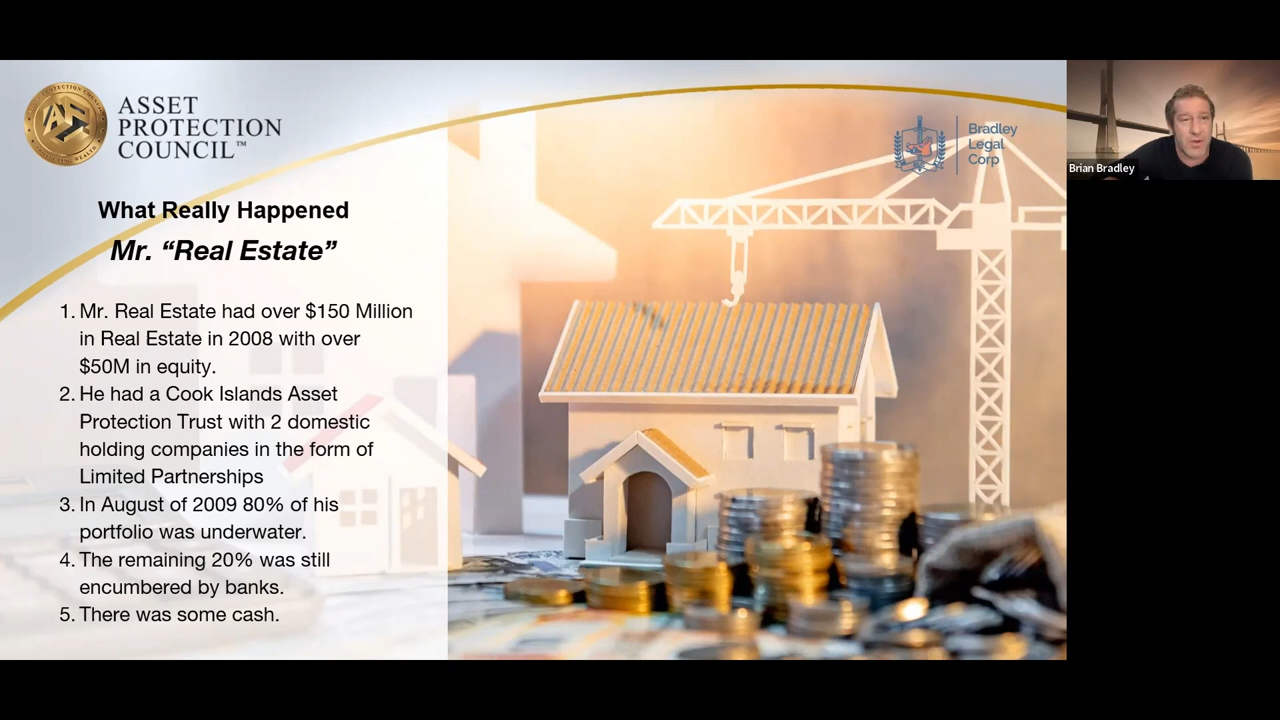 ASSET
PROTECTION
COUNCIL™
Bradley
Legal
Corp
Brian Bradley
What Really Happened
Mr. “Real Estate”
1. Mr. Real Estate had over $150 Million
in Real Estate in 2008 with over
$50M in equity.
2. He had a Cook Islands Asset
Protection Trust with 2 domestic
holding companies in the form of
Limited Partnerships
3. In August of 2009 80% of his
portfolio was underwater.
4. The remaining 20% was still
encumbered by banks.
5. There was some cash.